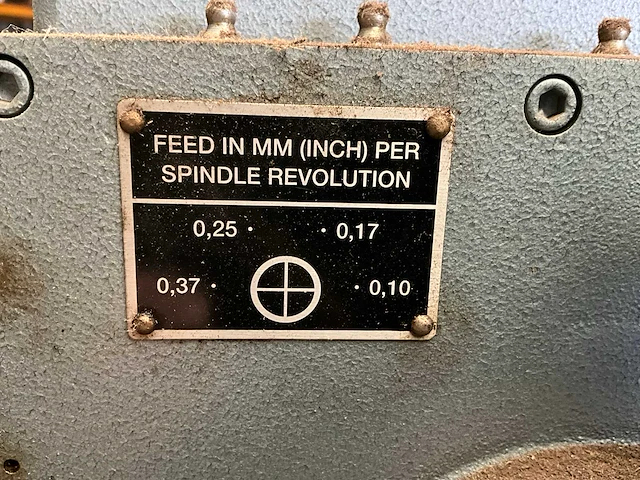 FEED IN MM (INCH) PER
SPINDLE REVOLUTION
0,25 · · 0,17
0,37 · · 0,10